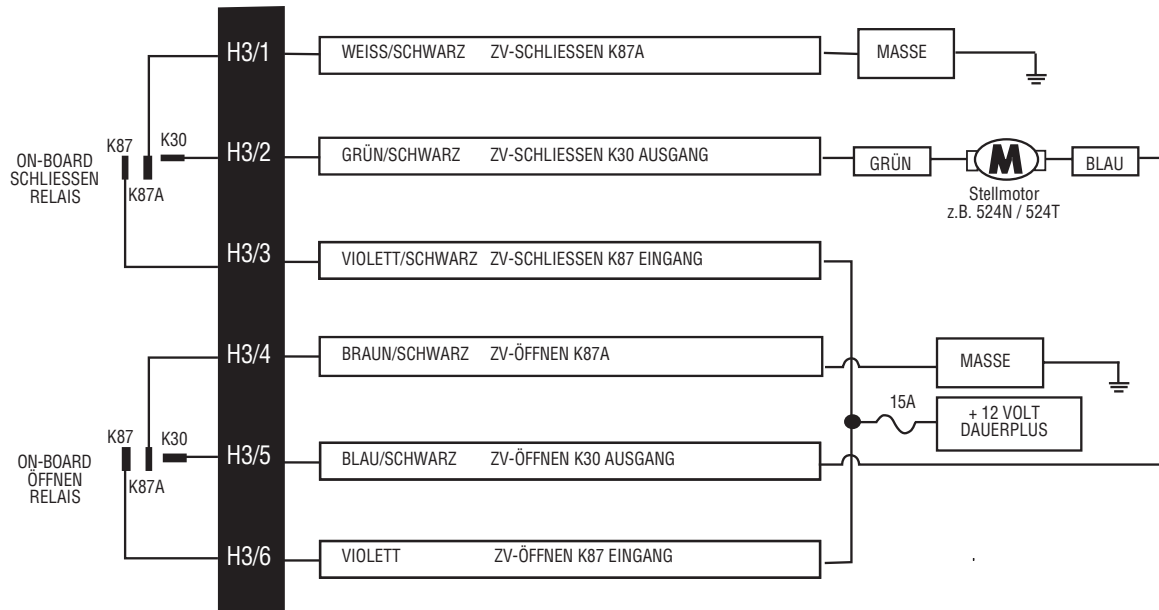 H3/1
WEISS/SCHWARZ ZV-SCHLIESSEN K87A
MASSE
K87
K30
K87A
ON-BOARD
SCHLIESSEN
RELAIS
H3/2
GRÜN/SCHWARZ ZV-SCHLIESSEN K30 AUSGANG
GRÜN
M
BLAU
Stellmotor
z.B. 524N / 524T
H3/3
VIOLETT/SCHWARZ ZV-SCHLIESSEN K87 EINGANG
H3/4
BRAUN/SCHWARZ ZV-ÖFFNEN K87A
MASSE
15A
+ 12 VOLT
DAUERPLUS
K87
K30
K87A
ON-BOARD
ÖFFNEN
RELAIS
H3/5
BLAU/SCHWARZ ZV-ÖFFNEN K30 AUSGANG
H3/6
VIOLETT ZV-ÖFFNEN K87 EINGANG